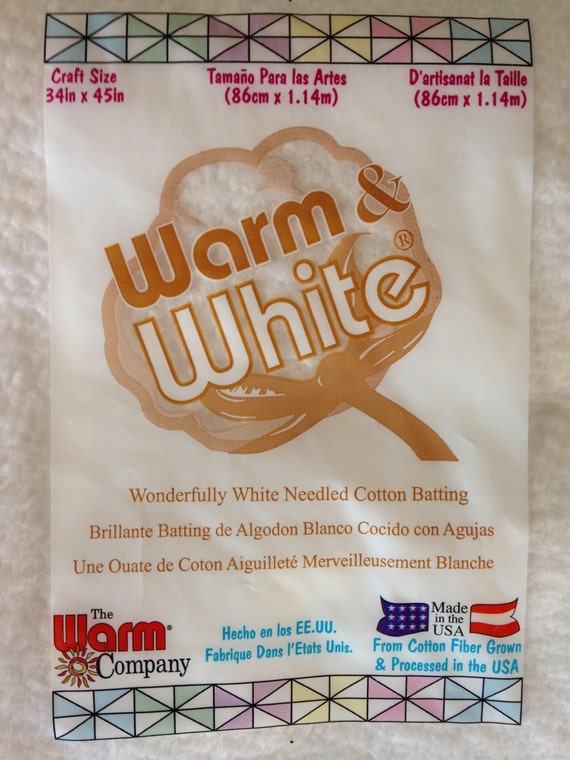 Craft Size
34in x 45in
Tamaño Para las Artes
(86cm x 1.14m)
D'artisanat la Taille
(86cm x 1.14m)
Warm &
White®
Wonderfully White Needled Cotton Batting
Brillante Batting de Algodon Blanco Cocido con Agujas
Une Ouate de Coton Aiguilleté Merveilleusement Blanche
The
Warm®
Company
Hecho en los EE.UU.
Fabrique Dans l'Etats Unis.
Made
in the
USA
From Cotton Fiber Grown
& Processed in the USA